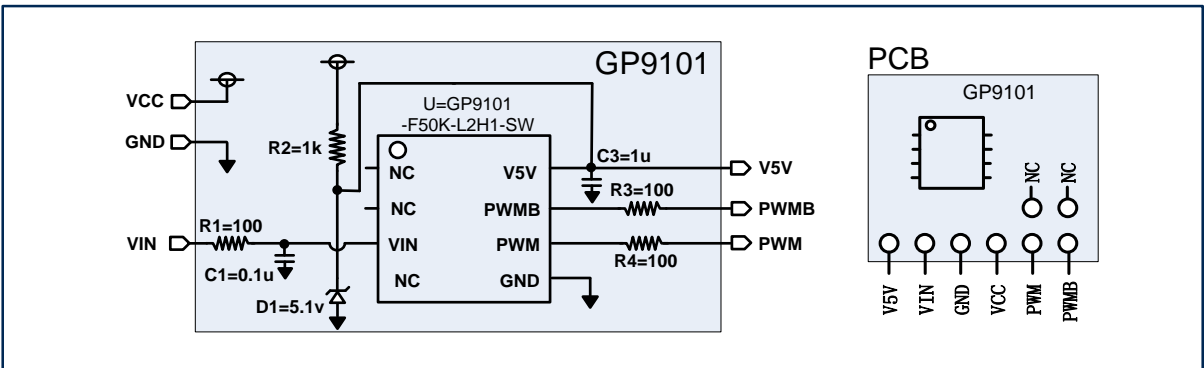 GP9101
VCC
GND
VIN
R1=100
C1=0.1u
R2=1k
D1=5.1v
U=GP9101
-F50K-L2H1-SW
NC
NC
VIN
NC
V5V
PWMB
PWM
GND
C3=1u
R3=100
R4=100
V5V
PWMB
PWM
PCB
GP9101
NC
NC
V5V
VIN
GND
VCC
PWM
PWMB